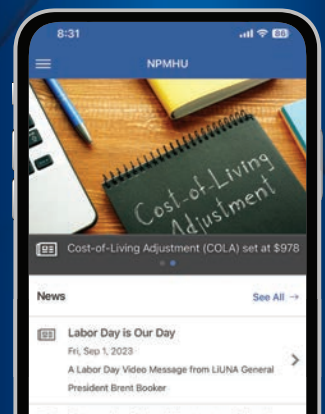 8:31
88
NPMHU
Cost-of-Living
Adjustment
Cost-of-Living Adjustment (COLA) set at $978
News
See All →
Labor Day is Our Day
Fri, Sep 1, 2023
A Labor Day Video Message from LiUNA General
President Brent Booker